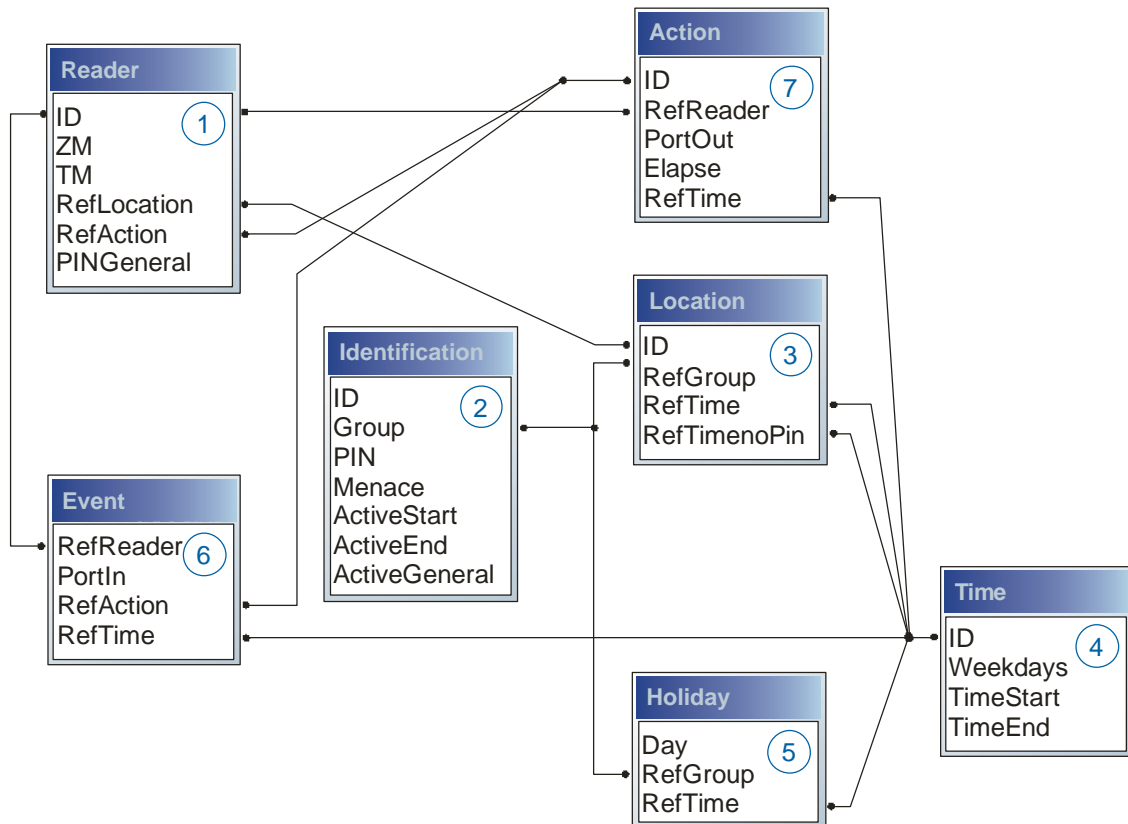 Reader
1
ID
ZM
TM
RefLocation
RefAction
PINGeneral
Identification
2
ID
Group
PIN
Menace
ActiveStart
ActiveEnd
ActiveGeneral
Location
3
ID
RefGroup
RefTime
RefTimenoPin
Time
4
ID
Weekdays
TimeStart
TimeEnd
Holiday
5
Day
RefGroup
RefTime
Event
6
RefReader
PortIn
RefAction
RefTime
Action
7
ID
RefReader
PortOut
Elapse
RefTime